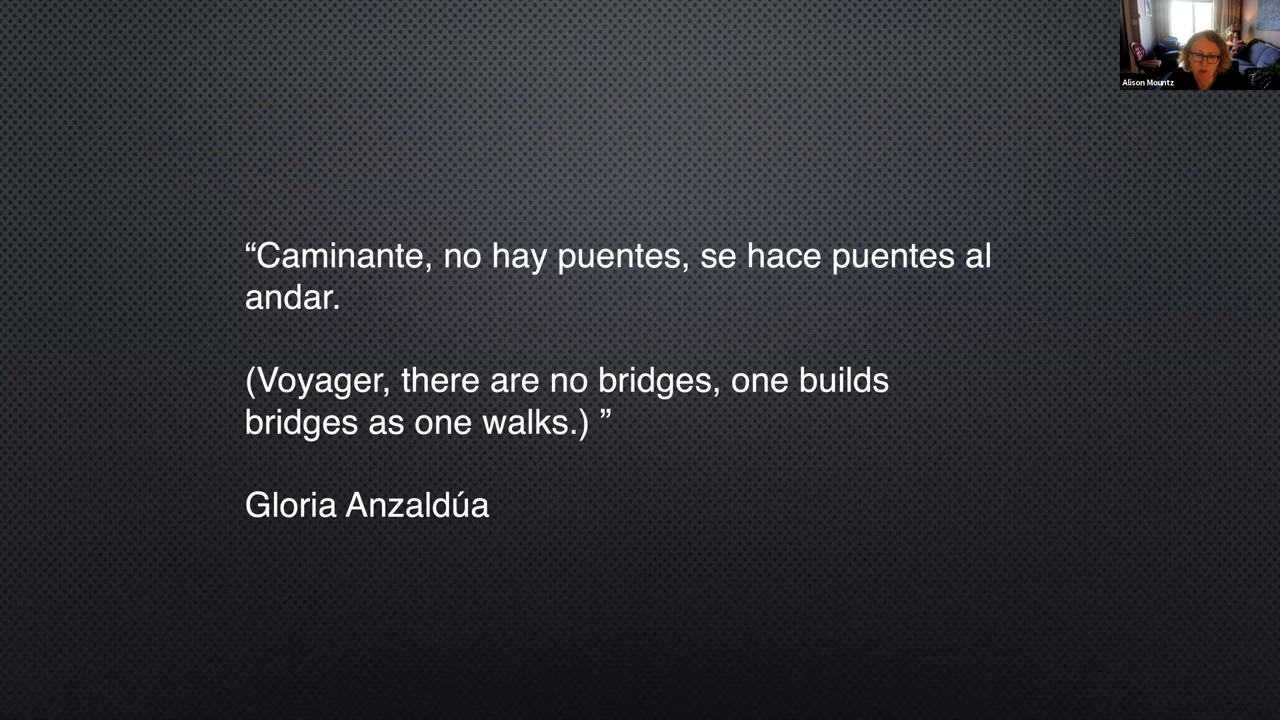 Alison Mountz
“Caminante, no hay puentes, se hace puentes al
andar.
(Voyager, there are no bridges, one builds
bridges as one walks.) ”
Gloria Anzaldúa